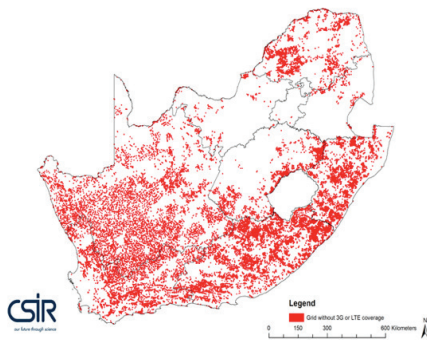 CSIR
our future through science
Legend
Grid without 3G or LTE coverage
0 150 300 600 Kilometers
N